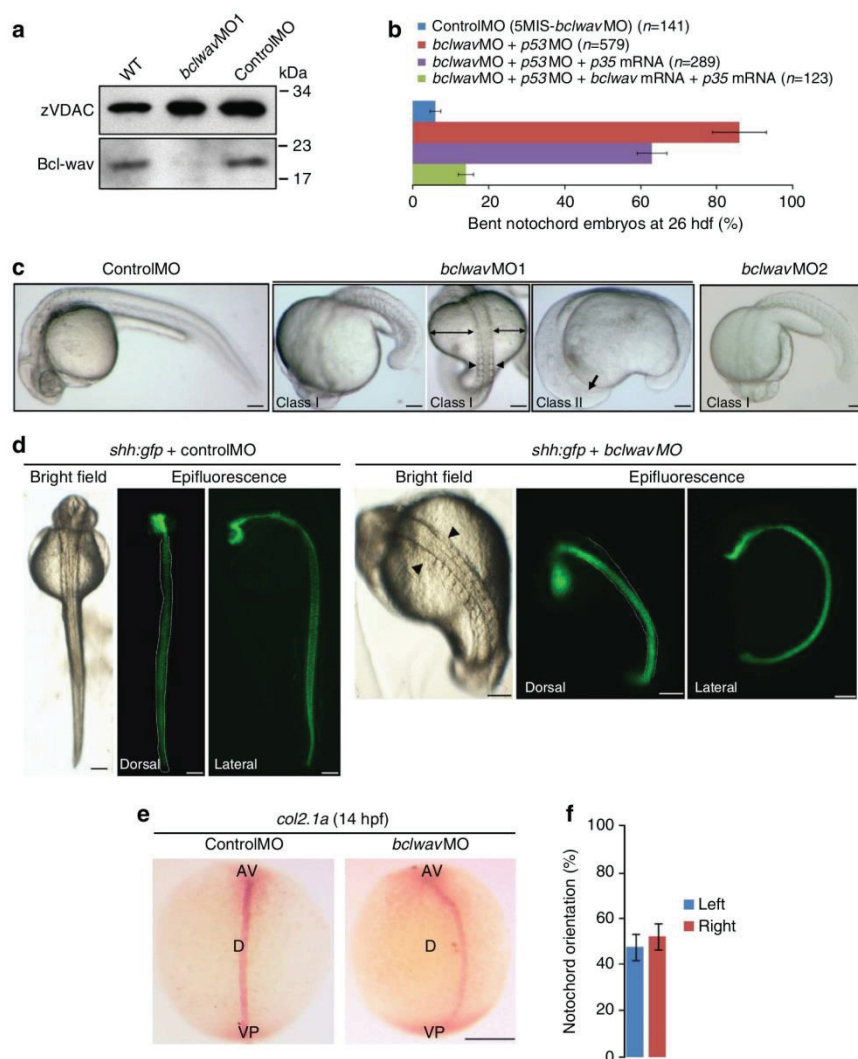 a
WT
bclwavMO1
ControlMO
kDa
zVDAC
34
Bcl-wav
23
17
b
ControlMO (5MIS-bclwavMO) (n=141)
bclwavMO + p53MO (n=579)
bclwavMO + p53MO + p35 mRNA (n=289)
bclwavMO + p53MO + bclwav mRNA + p35 mRNA (n=123)
0 20 40 60 80 100
Bent notochord embryos at 26 hdf (%)
c
ControlMO
bclwavMO1
bclwavMO2
Class I
Class I
Class II
Class I
d
shh:gfp + controlMO
shh:gfp + bclwavMO
Bright field
Epifluorescence
Bright field
Epifluorescence
Dorsal
Lateral
Dorsal
Lateral
e
col2.1a (14 hpf)
ControlMO
bclwavMO
AV
D
VP
AV
D
VP
f
Notochord orientation (%)
100
80
60
40
20
0
Left
Right